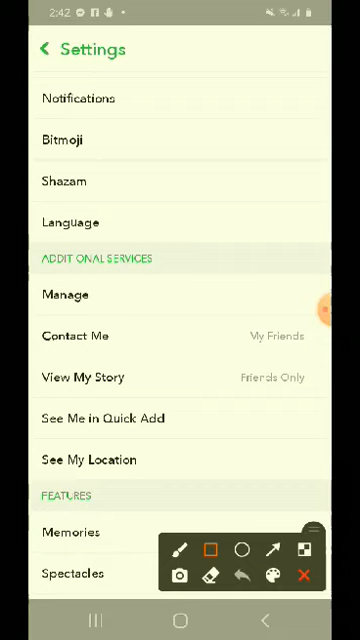 2:42
Settings
Notifications
Bitmoji
Shazam
Language
ADDITIONAL SERVICES
Manage
Contact Me My Friends
View My Story Friends Only
See Me in Quick Add
See My Location
FEATURES
Memories
Spectacles